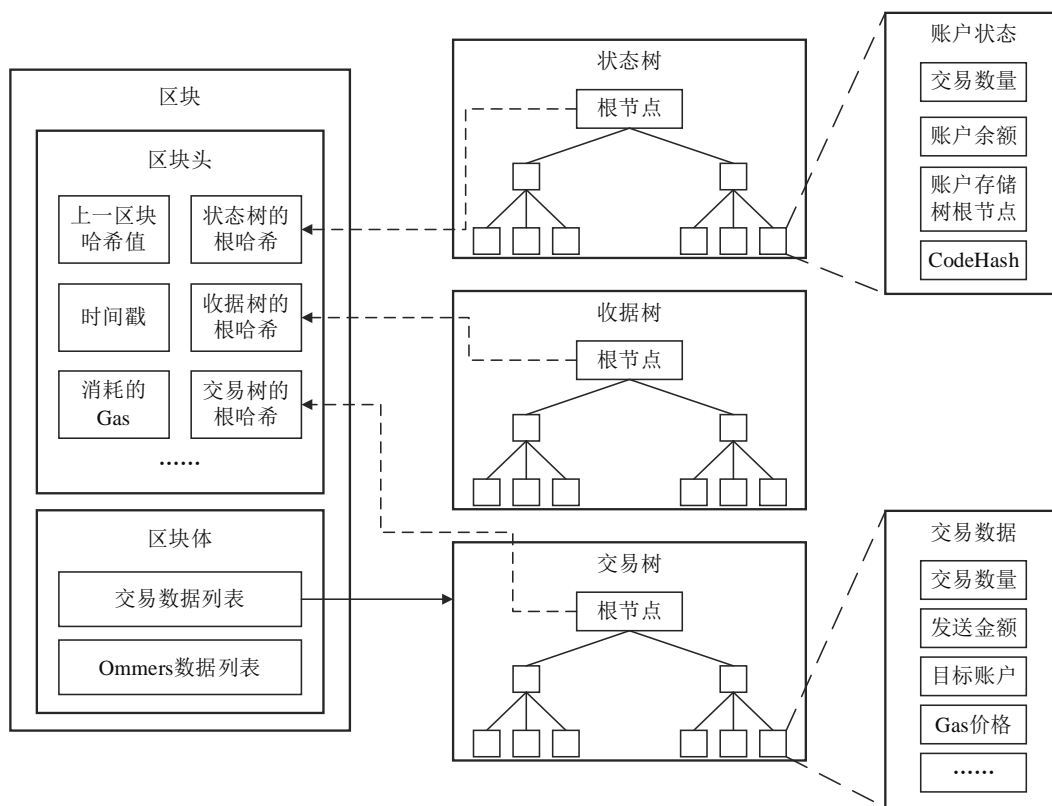 区块
区块头
上一区块
哈希值
状态树的
根哈希
时间戳
收据树的
根哈希
消耗的
Gas
交易树的
根哈希
……
区块体
交易数据列表
Ommers数据列表
状态树
根节点
收据树
根节点
交易树
根节点
账户状态
交易数量
账户余额
账户存储
树根节点
CodeHash
交易数据
交易数量
发送金额
目标账户
Gas价格
……